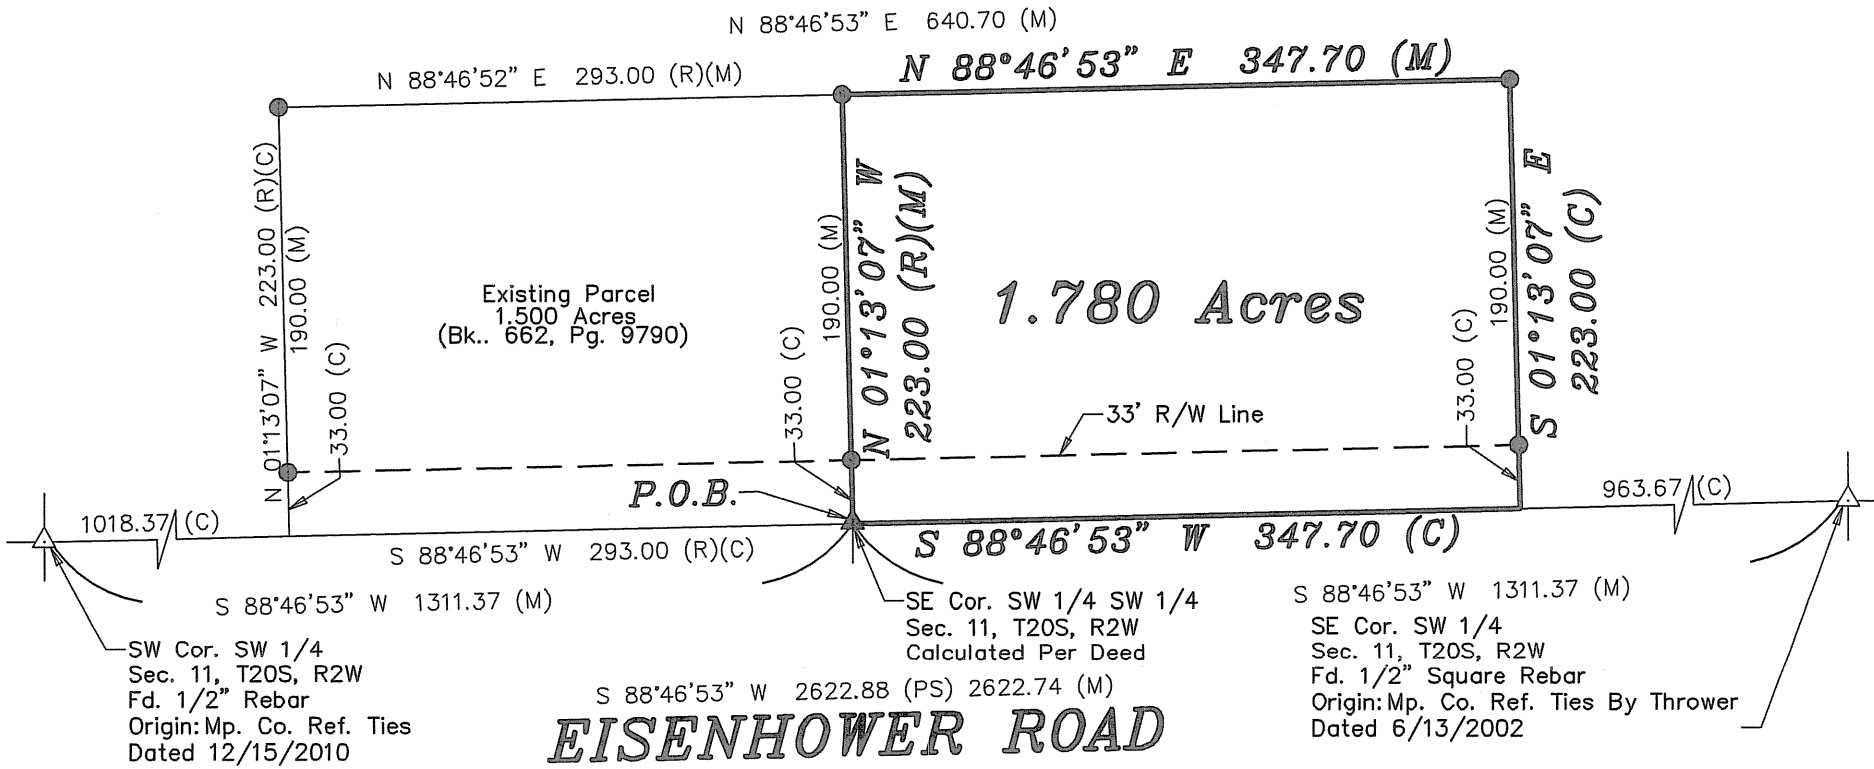 N 88°46'53" E 640.70 (M)
N 88°46'52" E 293.00 (R)(M)
N 88°46'53" E 347.70 (M)
N 01°13'07" W 223.00 (R)(C)
190.00 (M)
33.00 (C)
Existing Parcel
1.500 Acres
(Bk.. 662, Pg. 9790)
190.00 (M)
33.00 (C)
N 01°13'07" W
223.00 (R)(M)
1.780 Acres
33' R/W Line
190.00 (M)
33.00 (C)
S 01°13'07" E
223.00 (C)
P.O.B.
1018.37 (C)
963.67 (C)
S 88°46'53" W 293.00 (R)(C)
S 88°46'53" W 347.70 (C)
S 88°46'53" W 1311.37 (M)
S 88°46'53" W 1311.37 (M)
SW Cor. SW 1/4
Sec. 11, T20S, R2W
Fd. 1/2" Rebar
Origin: Mp. Co. Ref. Ties
Dated 12/15/2010
SE Cor. SW 1/4 SW 1/4
Sec. 11, T20S, R2W
Calculated Per Deed
SE Cor. SW 1/4
Sec. 11, T20S, R2W
Fd. 1/2" Square Rebar
Origin: Mp. Co. Ref. Ties By Thrower
Dated 6/13/2002
S 88°46'53" W 2622.88 (PS) 2622.74 (M)
EISENHOWER ROAD